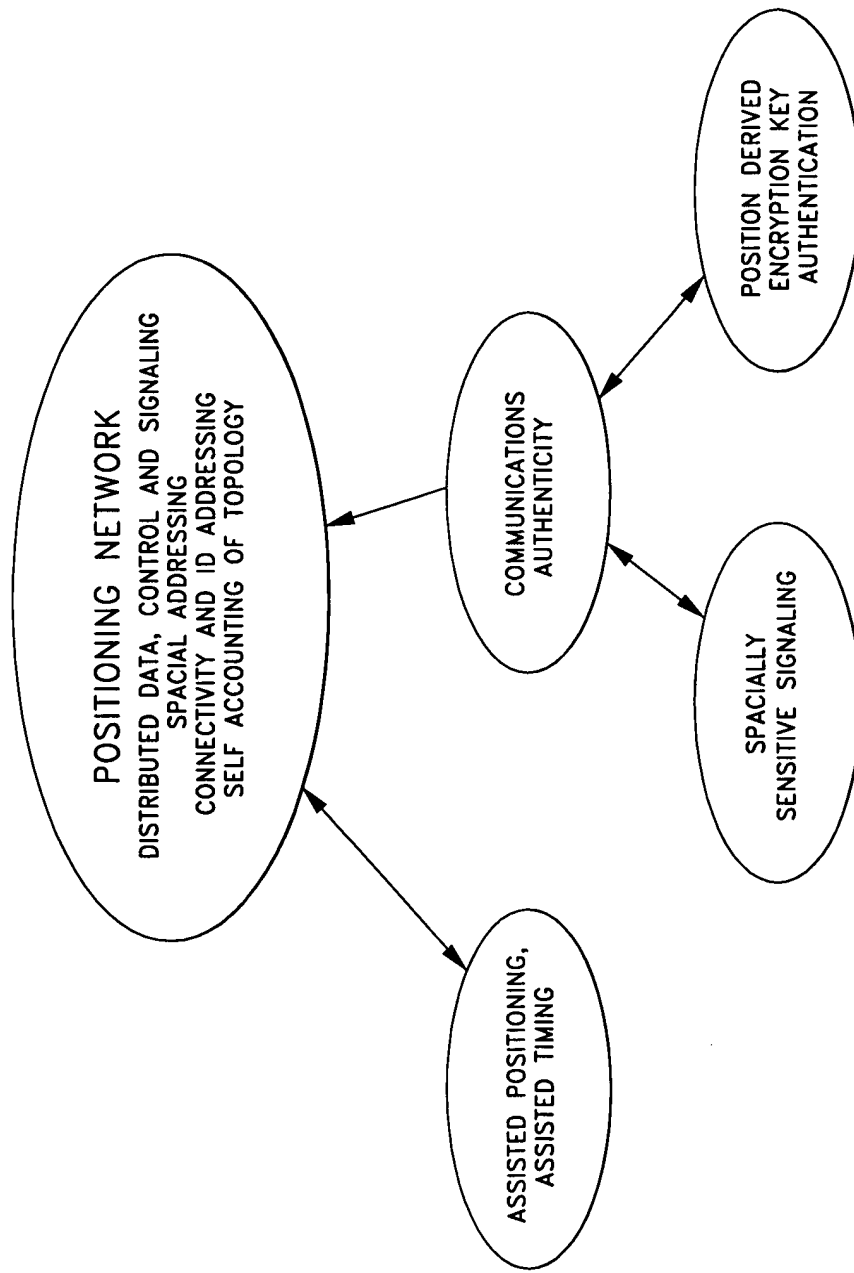 POSITIONING NETWORK
DISTRIBUTED DATA, CONTROL AND SIGNALING
SPACIAL ADDRESSING
CONNECTIVITY AND ID ADDRESSING
SELF ACCOUNTING OF TOPOLOGY
ASSISTED POSITIONING,
ASSISTED TIMING
COMMUNICATIONS
AUTHENTICITY
SPACIALLY
SENSITIVE SIGNALING
POSITION DERIVED
ENCRYPTION KEY
AUTHENTICATION